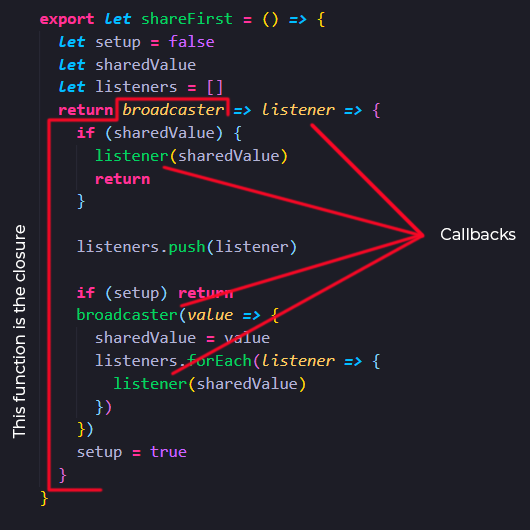 export let shareFirst = () => {
let setup = false
let sharedValue
let listeners = []
return broadcaster => listener => {
if (sharedValue) {
listener(sharedValue)
return
}
listeners.push(listener)
if (setup) return
broadcaster(value => {
sharedValue = value
listeners.forEach(listener => {
listener(sharedValue)
})
})
setup = true
}
}
Callbacks
This function is the closure